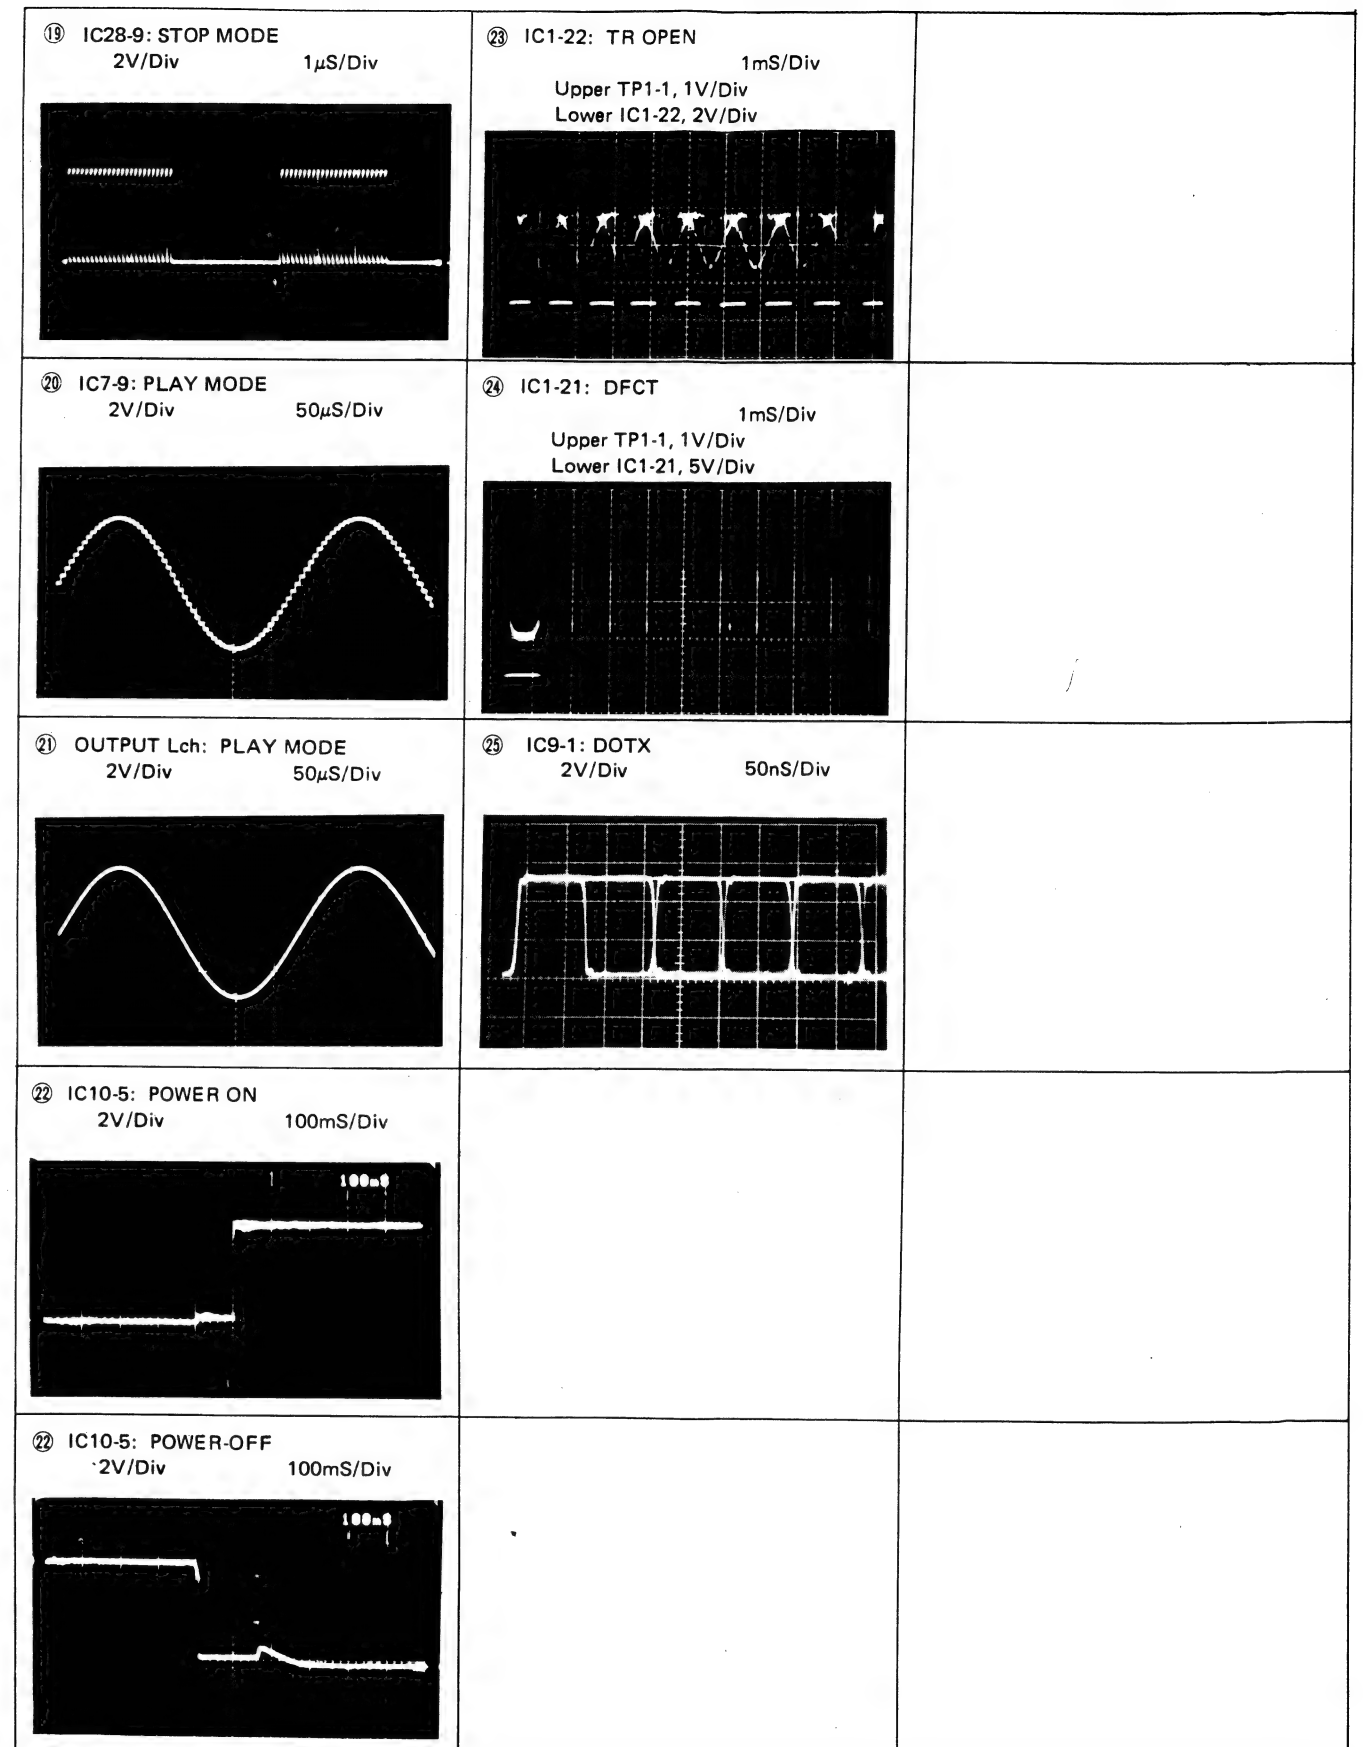 ⑲ IC28-9: STOP MODE
2V/Div 1μS/Div
⑳ IC7-9: PLAY MODE
2V/Div 50μS/Div
㉑ OUTPUT Lch: PLAY MODE
2V/Div 50μS/Div
㉒ IC10-5: POWER ON
2V/Div 100mS/Div
100mS
㉒ IC10-5: POWER-OFF
2V/Div 100mS/Div
100mS
㉓ IC1-22: TR OPEN
1mS/Div
Upper TP1-1, 1V/Div
Lower IC1-22, 2V/Div
㉔ IC1-21: DFCT
1mS/Div
Upper TP1-1, 1V/Div
Lower IC1-21, 5V/Div
㉕ IC9-1: DOTX
2V/Div 50nS/Div